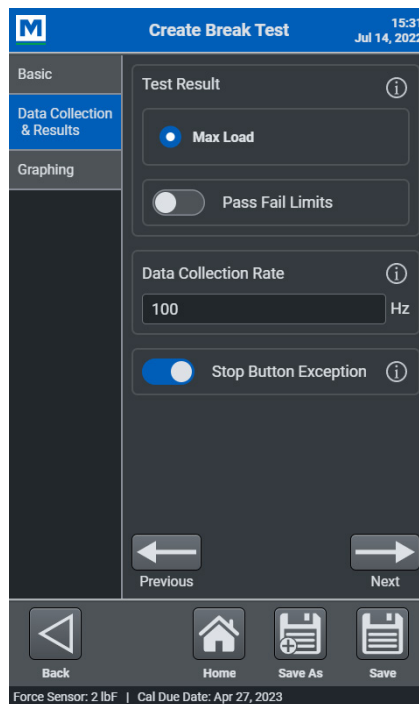 M
Create Break Test
15:31
Jul 14, 2022
Basic
Data Collection
& Results
Graphing
Test Result
Max Load
Pass Fail Limits
Data Collection Rate
100
Hz
Stop Button Exception
Previous
Next
Back
Home
Save As
Save
Force Sensor: 2 lbF | Cal Due Date: Apr 27, 2023